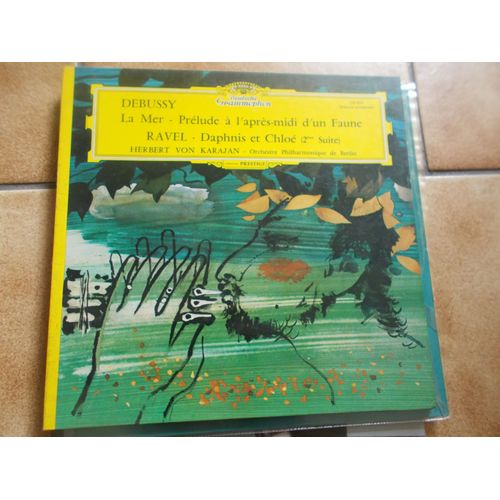 Deutsche
Grammophon
DEBUSSY
La Mer - Prélude à l'après-midi d'un Faune
RAVEL - Daphnis et Chloé (2me Suite)
HERBERT VON KARAJAN - Orchestre Philharmonique de Berlin
PRESTIGE